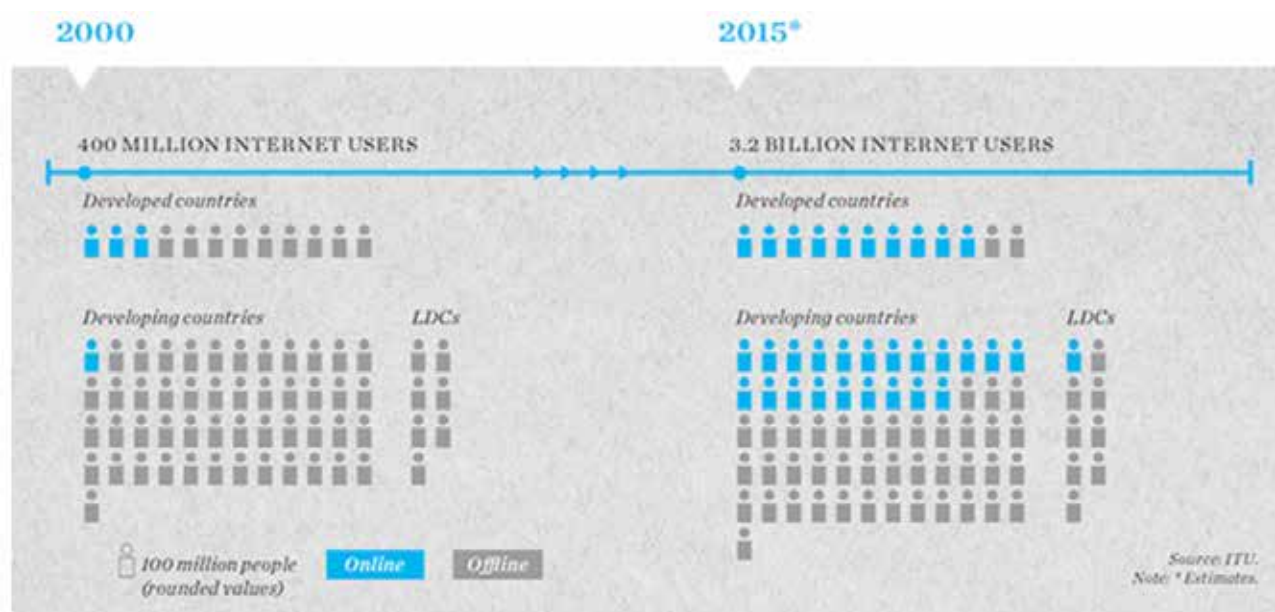 2000
2015*
400 MILLION INTERNET USERS
3.2 BILLION INTERNET USERS
Developed countries
Developed countries
Developing countries
LDCs
Developing countries
LDCs
100 million people
(rounded values)
Online
Offline
Source: ITU.
Note: * Estimates.